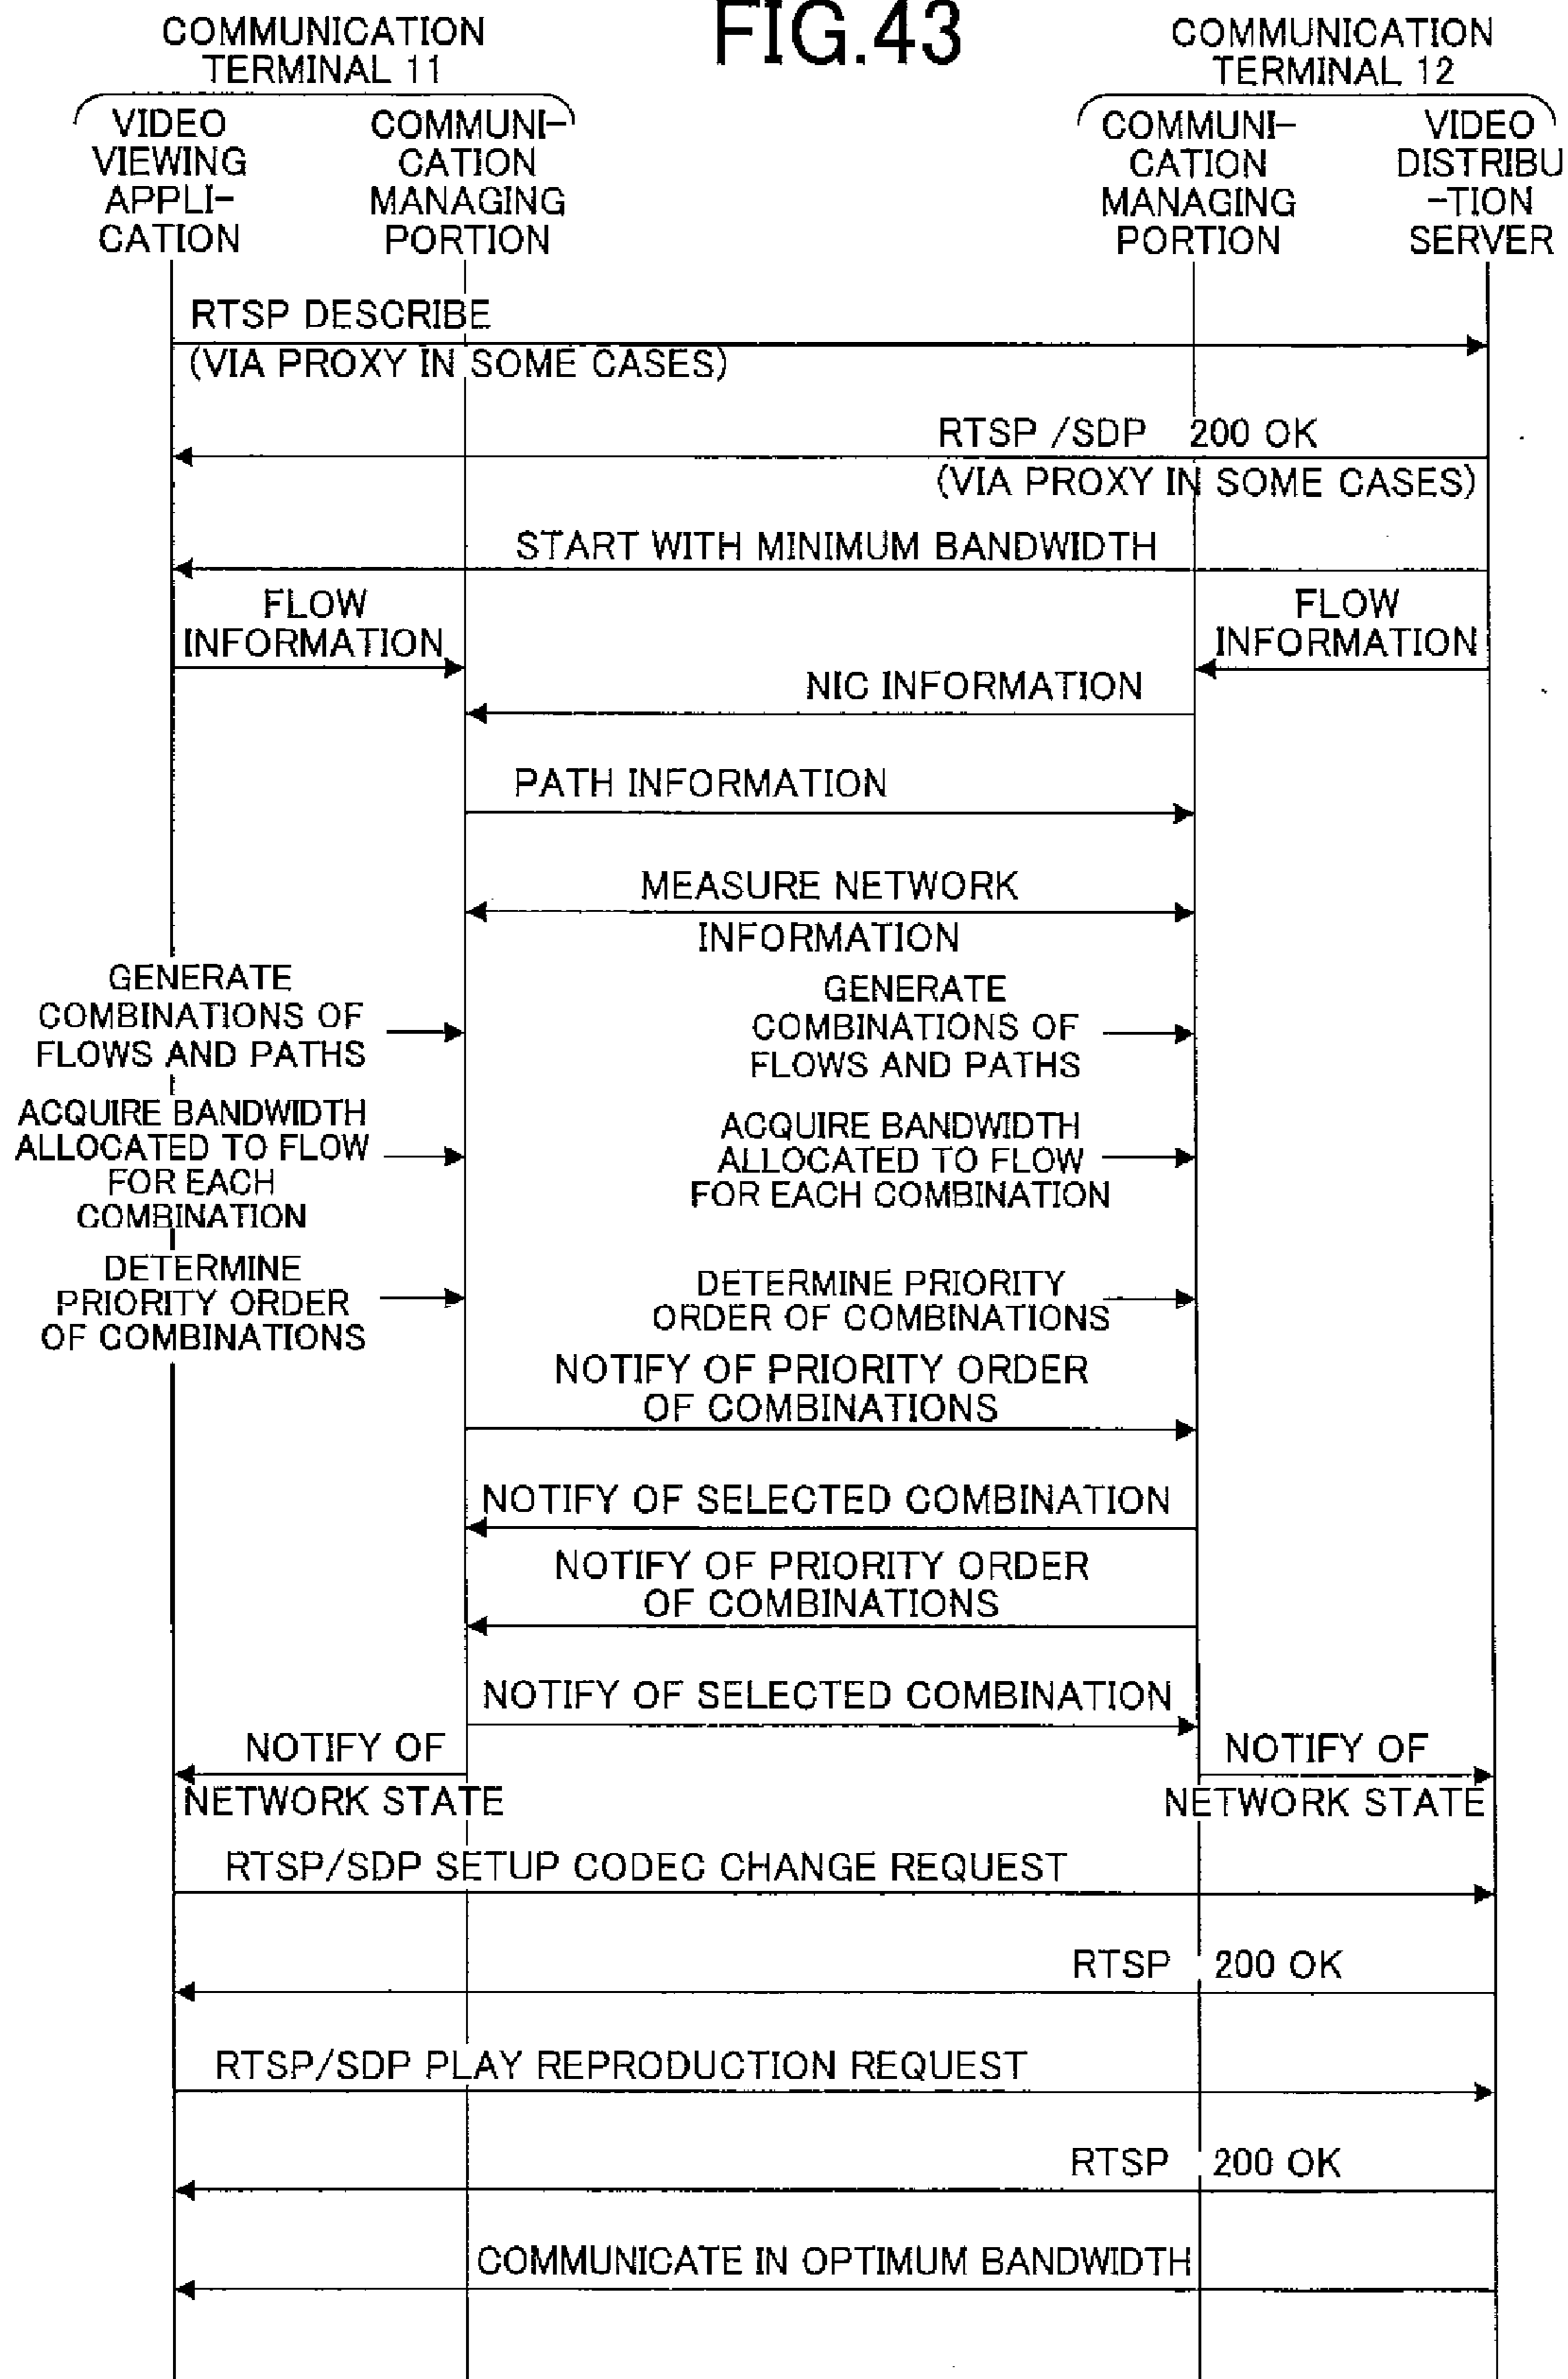 FIG.43
COMMUNICATION
TERMINAL 11
COMMUNICATION
TERMINAL 12
VIDEO
VIEWING
APPLI-
CATION
COMMUNI-
CATION
MANAGING
PORTION
COMMUNI-
CATION
MANAGING
PORTION
VIDEO
DISTRIBU
-TION
SERVER
RTSP DESCRIBE
(VIA PROXY IN SOME CASES)
RTSP /SDP 200 OK
(VIA PROXY IN SOME CASES)
START WITH MINIMUM BANDWIDTH
FLOW
INFORMATION
FLOW
INFORMATION
NIC INFORMATION
PATH INFORMATION
MEASURE NETWORK
INFORMATION
GENERATE
COMBINATIONS OF
FLOWS AND PATHS
GENERATE
COMBINATIONS OF
FLOWS AND PATHS
ACQUIRE BANDWIDTH
ALLOCATED TO FLOW
FOR EACH
COMBINATION
ACQUIRE BANDWIDTH
ALLOCATED TO FLOW
FOR EACH COMBINATION
DETERMINE
PRIORITY ORDER
OF COMBINATIONS
DETERMINE PRIORITY
ORDER OF COMBINATIONS
NOTIFY OF PRIORITY ORDER
OF COMBINATIONS
NOTIFY OF SELECTED COMBINATION
NOTIFY OF PRIORITY ORDER
OF COMBINATIONS
NOTIFY OF SELECTED COMBINATION
NOTIFY OF
NETWORK STATE
NOTIFY OF
NETWORK STATE
RTSP/SDP SETUP CODEC CHANGE REQUEST
RTSP 200 OK
RTSP/SDP PLAY REPRODUCTION REQUEST
RTSP 200 OK
COMMUNICATE IN OPTIMUM BANDWIDTH